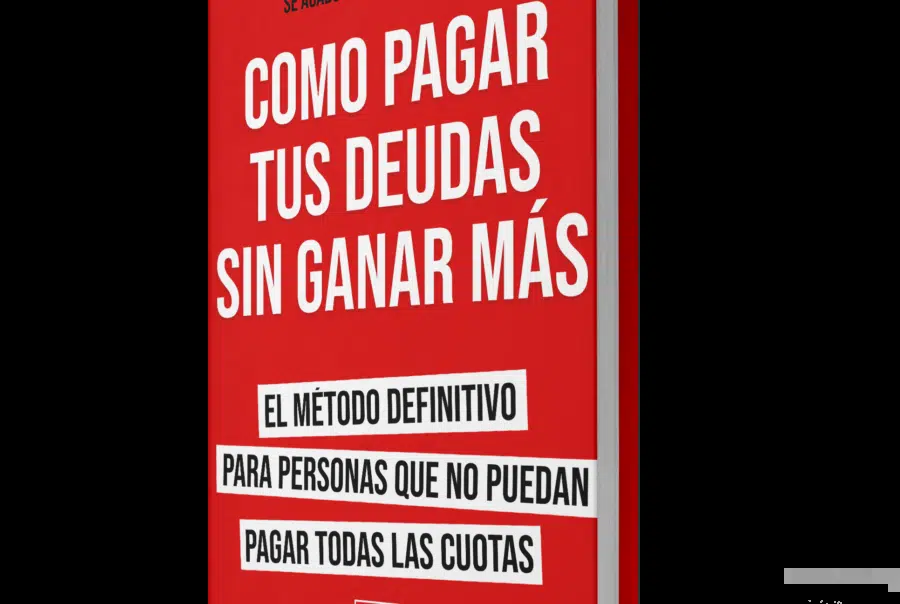 COMO PAGAR
TUS DEUDAS
SIN GANAR MÁS
EL MÉTODO DEFINITIVO
PARA PERSONAS QUE NO PUEDAN
PAGAR TODAS LAS CUOTAS